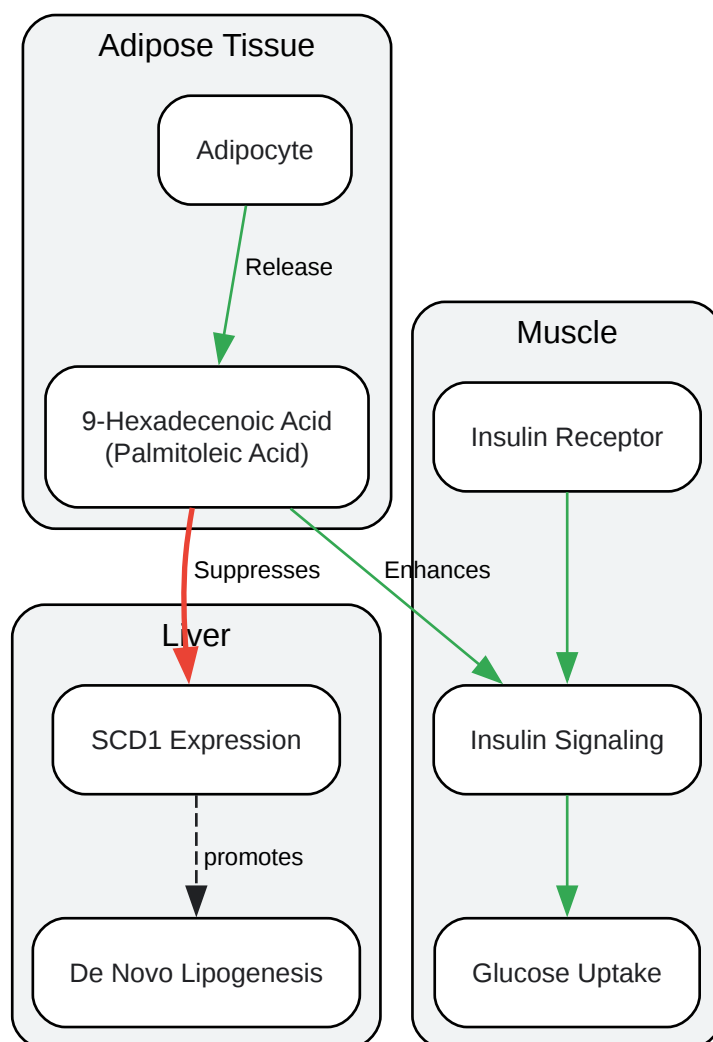 Adipose Tissue
Adipocyte
Release
9-Hexadecenoic Acid
(Palmitoleic Acid)
Muscle
Insulin Receptor
Suppresses
Enhances
Liver
SCD1 Expression
Insulin Signaling
promotes
De Novo Lipogenesis
Glucose Uptake